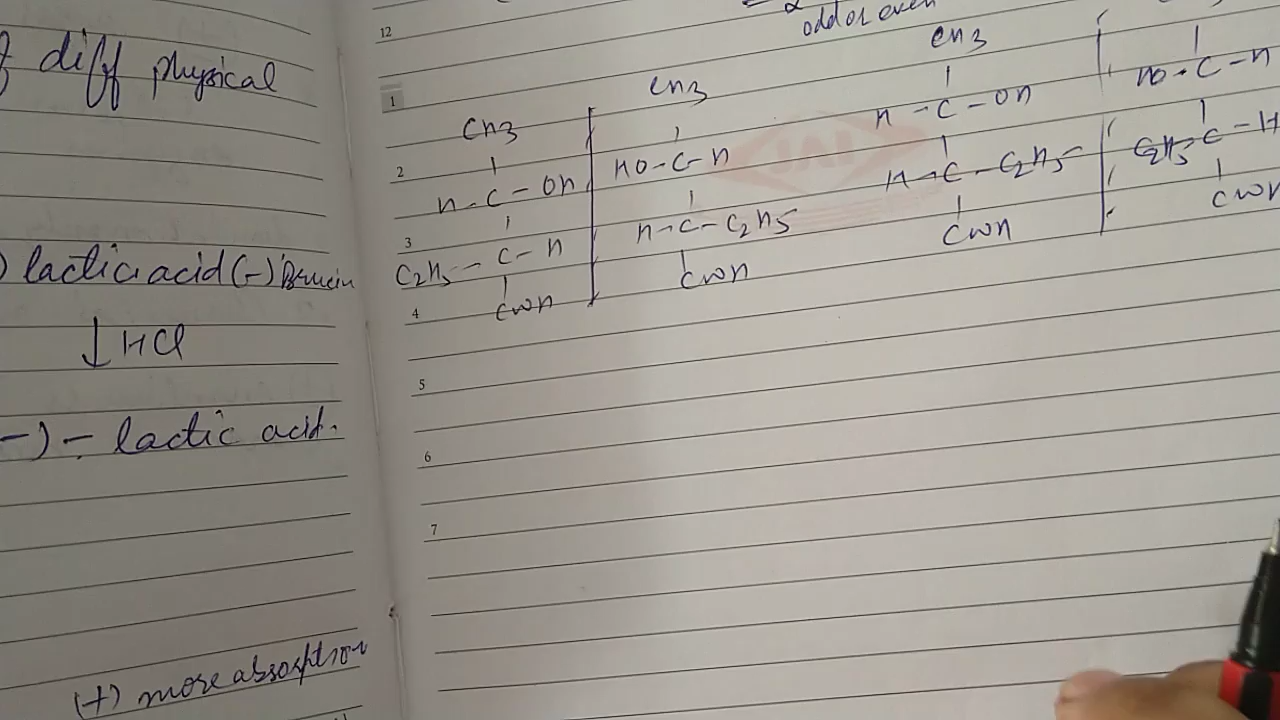 diff physical
lactic acid (-) Brucin
↓ HCl
-) - lactic acid.
(+) more absorption
12
1
2
3
4
5
6
7
odd or even
CH3
H - C - OH
C2H5 - C - H
COOH
CH3
HO - C - H
H - C - C2H5
COOH
CH3
H - C - OH
H - C - C2H5
COOH
HO - C - H
C2H5 - C - H
COOH